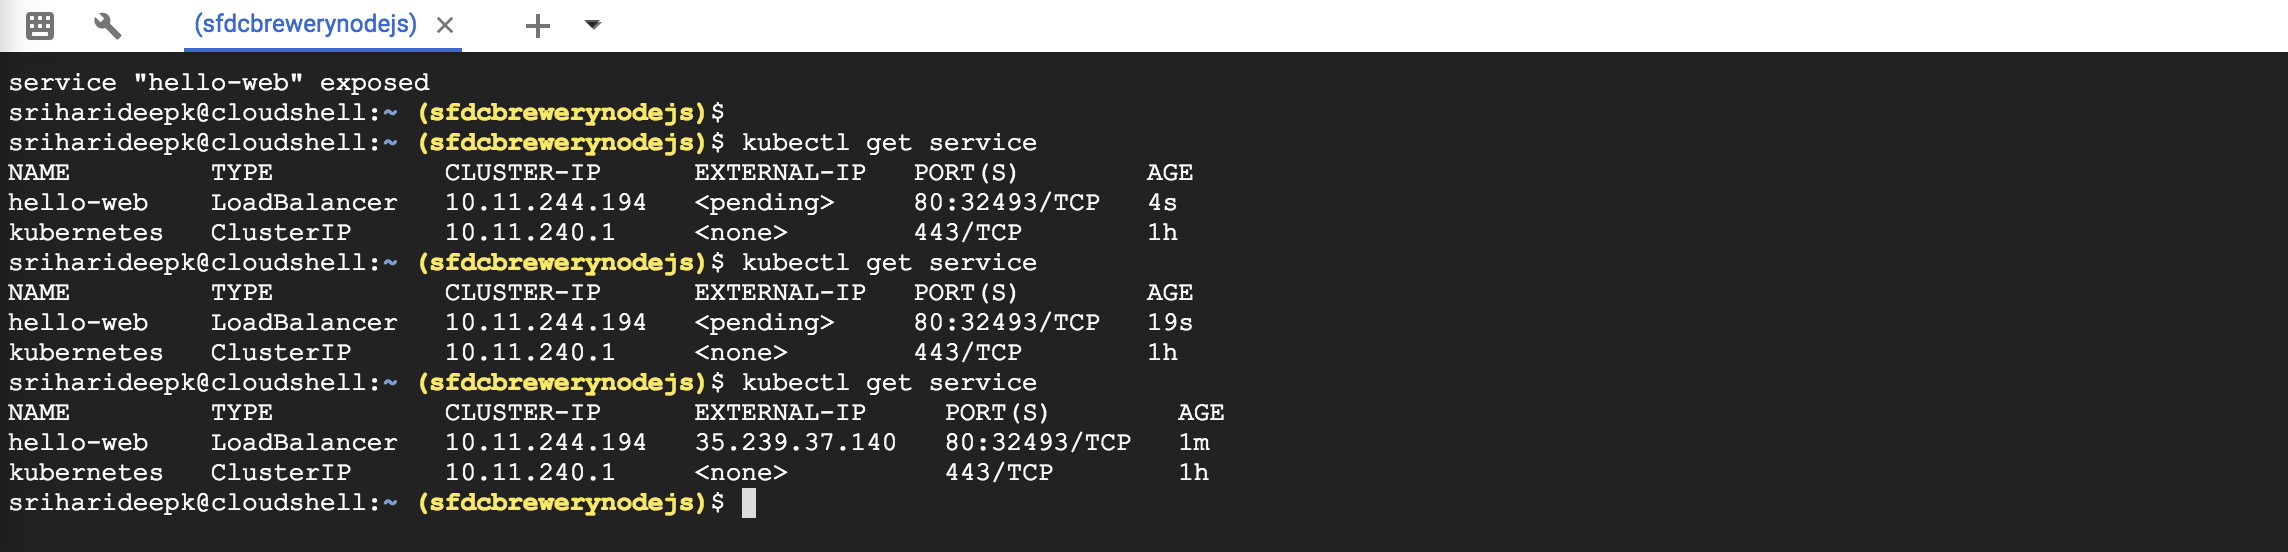 (sfdcbrewerynodejs)
service "hello-web" exposed
sriharideepk@cloudshell:~ (sfdcbrewerynodejs)$
sriharideepk@cloudshell:~ (sfdcbrewerynodejs)$ kubectl get service
NAME TYPE CLUSTER-IP EXTERNAL-IP PORT(S) AGE
hello-web LoadBalancer 10.11.244.194 <pending> 80:32493/TCP 4s
kubernetes ClusterIP 10.11.240.1 <none> 443/TCP 1h
sriharideepk@cloudshell:~ (sfdcbrewerynodejs)$ kubectl get service
NAME TYPE CLUSTER-IP EXTERNAL-IP PORT(S) AGE
hello-web LoadBalancer 10.11.244.194 <pending> 80:32493/TCP 19s
kubernetes ClusterIP 10.11.240.1 <none> 443/TCP 1h
sriharideepk@cloudshell:~ (sfdcbrewerynodejs)$ kubectl get service
NAME TYPE CLUSTER-IP EXTERNAL-IP PORT(S) AGE
hello-web LoadBalancer 10.11.244.194 35.239.37.140 80:32493/TCP 1m
kubernetes ClusterIP 10.11.240.1 <none> 443/TCP 1h
sriharideepk@cloudshell:~ (sfdcbrewerynodejs)$